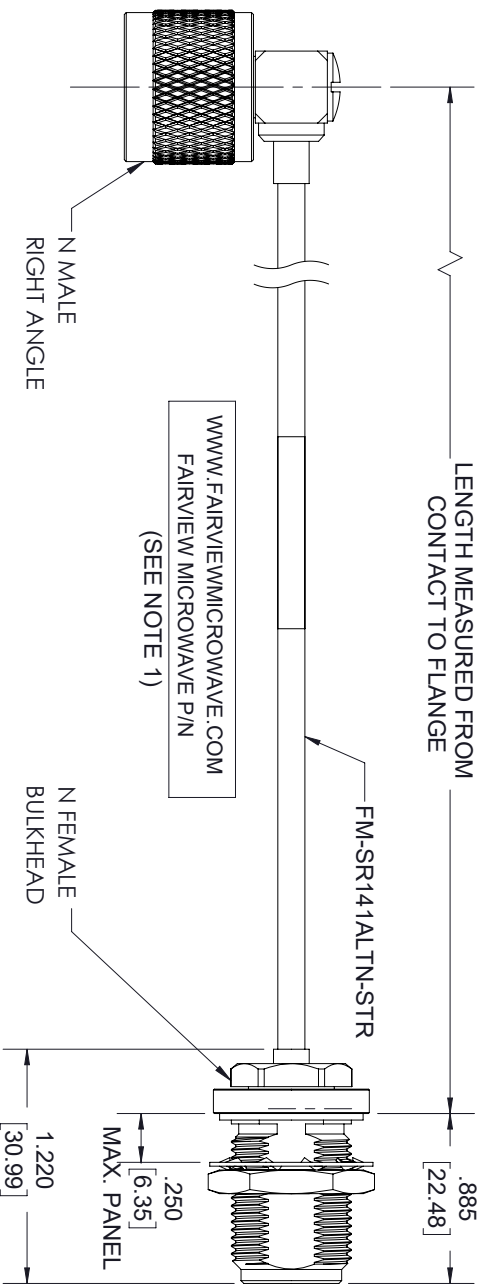 LENGTH MEASURED FROM
CONTACT TO FLANGE
.885
[22.48]
FM-SR141ALTN-STR
.250
[6.35]
MAX. PANEL
1.220
[30.99]
WWW.FAIRVIEWMICROWAVE.COM
FAIRVIEW MICROWAVE P/N
(SEE NOTE 1)
N MALE
RIGHT ANGLE
N FEMALE
BULKHEAD